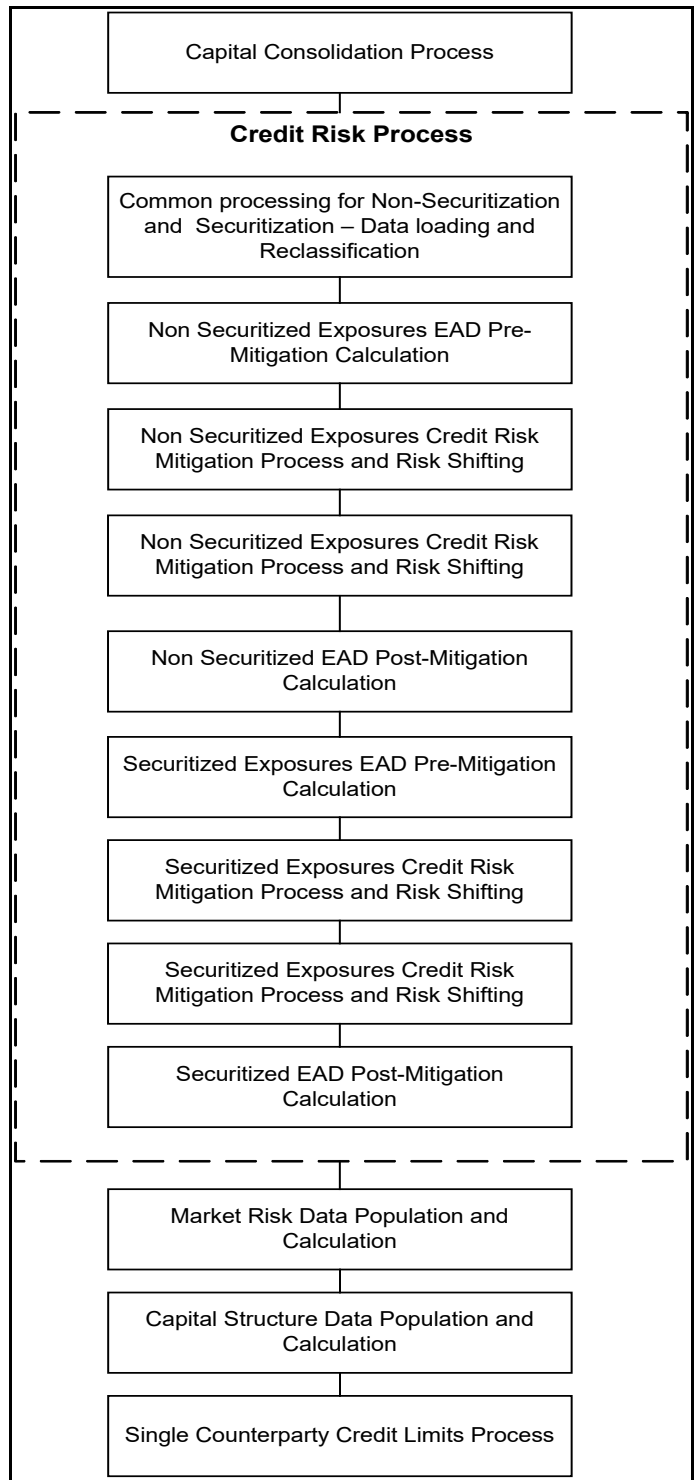 Capital Consolidation Process
Credit Risk Process
Common processing for Non-Securitization
and Securitization – Data loading and
Reclassification
Non Securitized Exposures EAD Pre-
Mitigation Calculation
Non Securitized Exposures Credit Risk
Mitigation Process and Risk Shifting
Non Securitized Exposures Credit Risk
Mitigation Process and Risk Shifting
Non Securitized EAD Post-Mitigation
Calculation
Securitized Exposures EAD Pre-Mitigation
Calculation
Securitized Exposures Credit Risk
Mitigation Process and Risk Shifting
Securitized Exposures Credit Risk
Mitigation Process and Risk Shifting
Securitized EAD Post-Mitigation
Calculation
Market Risk Data Population and
Calculation
Capital Structure Data Population and
Calculation
Single Counterparty Credit Limits Process